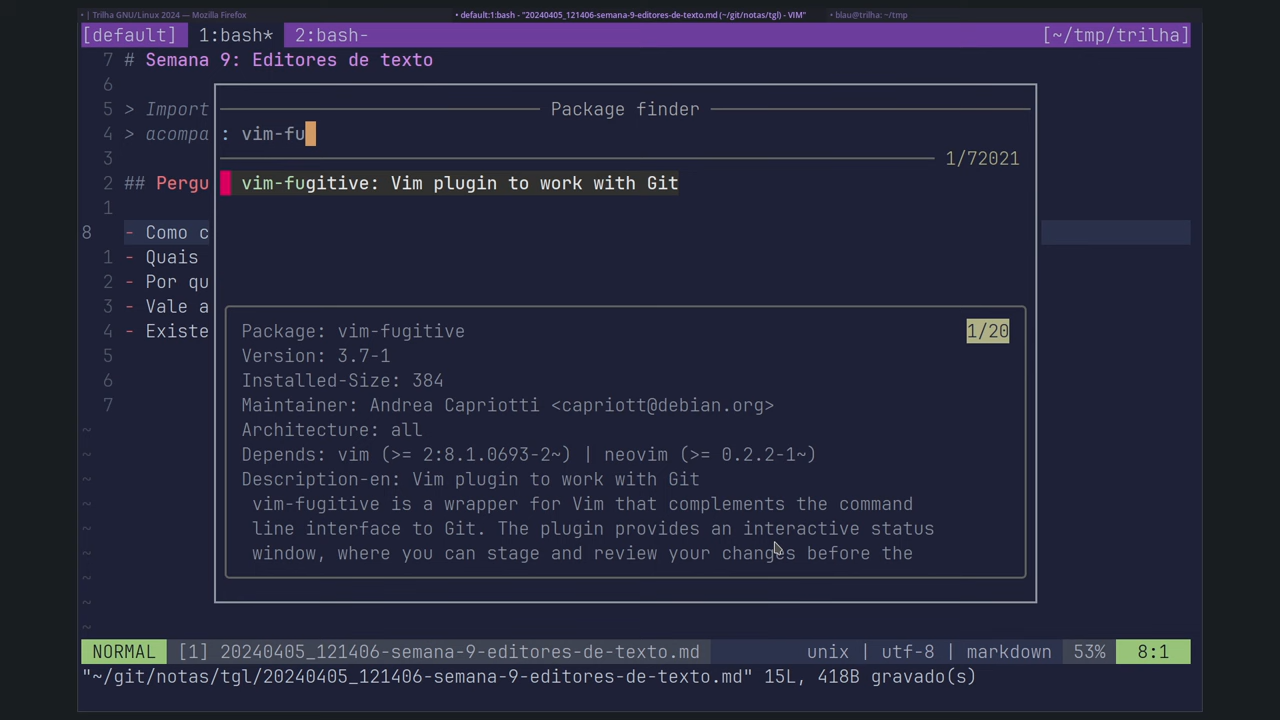 • | Trilha GNU/Linux 2024 — Mozilla Firefox • default:1:bash - "20240405_121406-semana-9-editores-de-texto.md (~/git/notas/tgl) - VIM" • blau@trilha: ~/tmp
[default] 1:bash* 2:bash- [~/tmp/trilha]
7 # Semana 9: Editores de texto
6
5 > Import
4 > acompa
3
2 ## Pergu
1
8 - Como c
1 - Quais
2 - Por qu
3 - Vale a
4 - Existe
5
6
7
~
~
~
~
~
~
~
~
~
Package finder
: vim-fu
1/72021
vim-fugitive: Vim plugin to work with Git
Package: vim-fugitive 1/20
Version: 3.7-1
Installed-Size: 384
Maintainer: Andrea Capriotti <capriott@debian.org>
Architecture: all
Depends: vim (>= 2:8.1.0693-2~) | neovim (>= 0.2.2-1~)
Description-en: Vim plugin to work with Git
vim-fugitive is a wrapper for Vim that complements the command
line interface to Git. The plugin provides an interactive status
window, where you can stage and review your changes before the
NORMAL [1] 20240405_121406-semana-9-editores-de-texto.md unix | utf-8 | markdown 53% 8:1
"~/git/notas/tgl/20240405_121406-semana-9-editores-de-texto.md" 15L, 418B gravado(s)